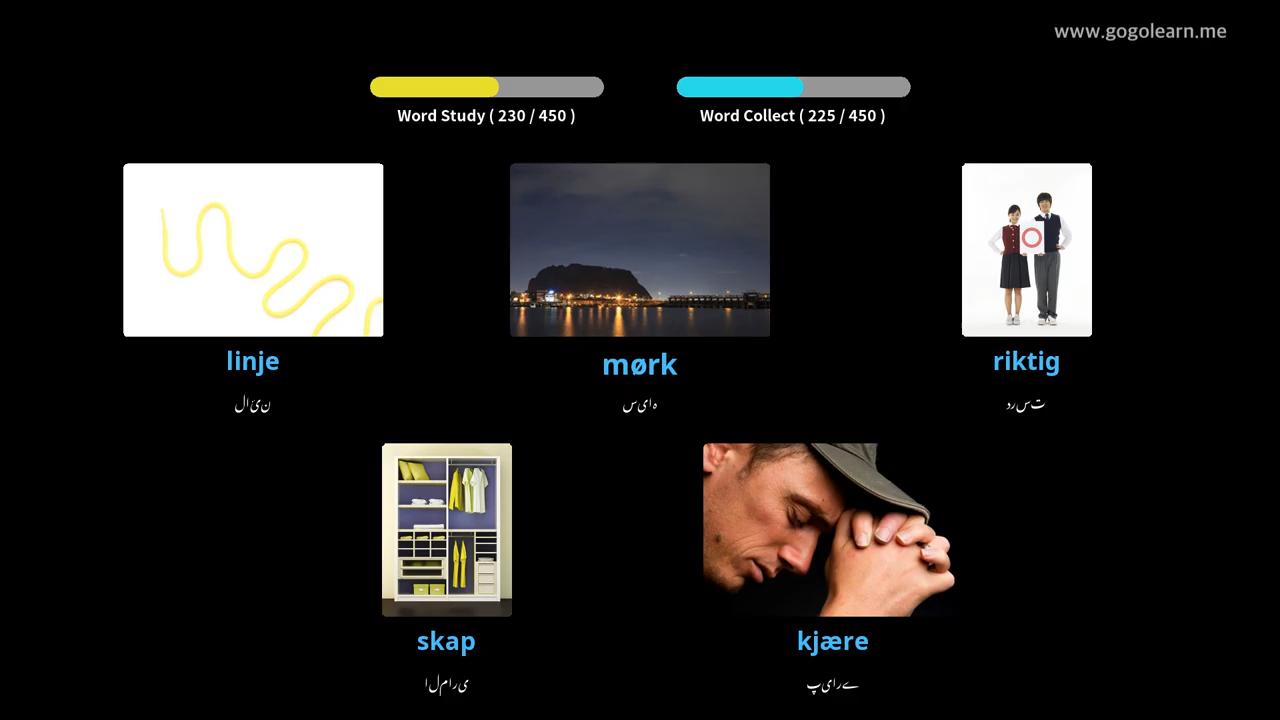 www.gogolearn.me
Word Study ( 230 / 450 )
Word Collect ( 225 / 450 )
linje
mørk
riktig
لائن
سیاہ
درست
skap
kjære
الماری
پیارے